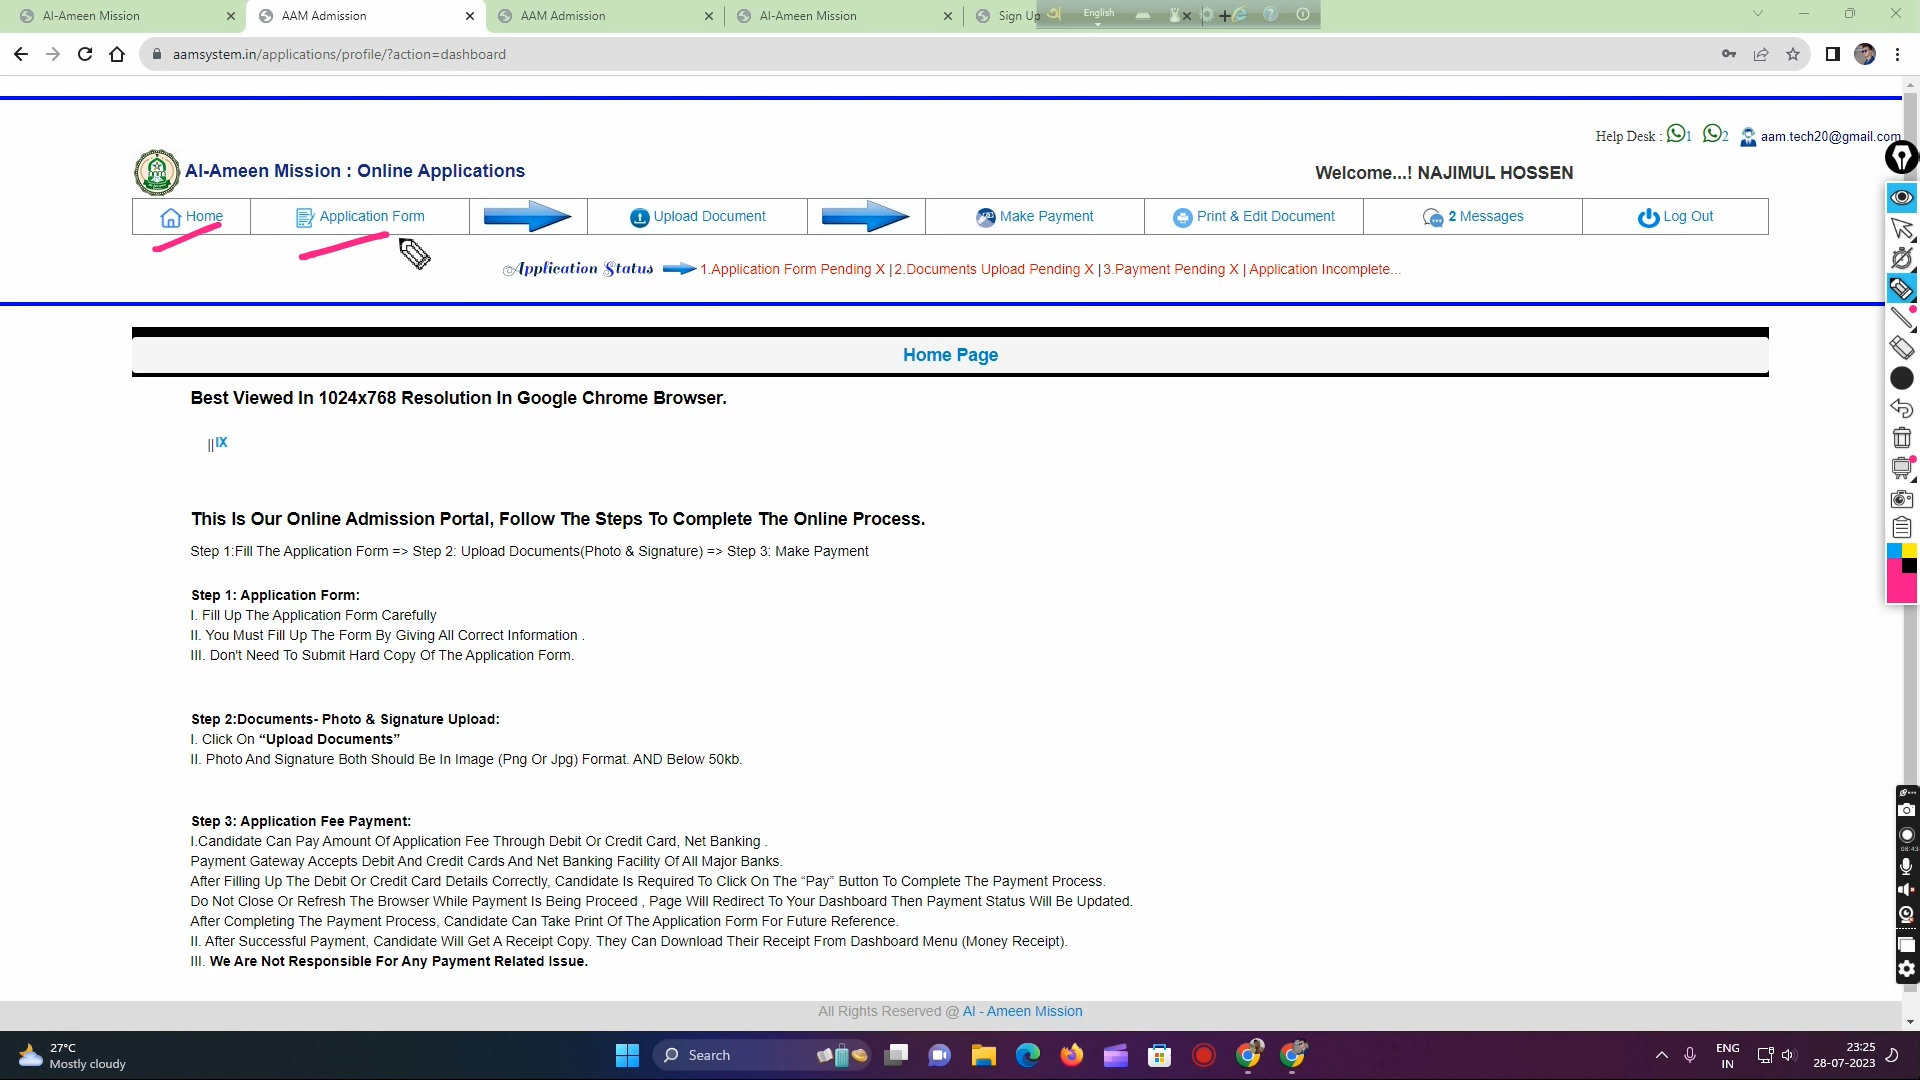 Al-Ameen Mission
AAM Admission
AAM Admission
Al-Ameen Mission
Sign Up
English
aamsystem.in/applications/profile/?action=dashboard
Help Desk : 1 2 aam.tech20@gmail.com
Al-Ameen Mission : Online Applications
Welcome...! NAJIMUL HOSSEN
Home
Application Form
Upload Document
Make Payment
Print & Edit Document
2 Messages
Log Out
Application Status 1.Application Form Pending X | 2.Documents Upload Pending X | 3.Payment Pending X | Application Incomplete...
Home Page
Best Viewed In 1024x768 Resolution In Google Chrome Browser.
||IX
This Is Our Online Admission Portal, Follow The Steps To Complete The Online Process.
Step 1:Fill The Application Form => Step 2: Upload Documents(Photo & Signature) => Step 3: Make Payment
Step 1: Application Form:
I. Fill Up The Application Form Carefully
II. You Must Fill Up The Form By Giving All Correct Information .
III. Don't Need To Submit Hard Copy Of The Application Form.
Step 2:Documents- Photo & Signature Upload:
I. Click On “Upload Documents”
II. Photo And Signature Both Should Be In Image (Png Or Jpg) Format. AND Below 50kb.
Step 3: Application Fee Payment:
I.Candidate Can Pay Amount Of Application Fee Through Debit Or Credit Card, Net Banking .
Payment Gateway Accepts Debit And Credit Cards And Net Banking Facility Of All Major Banks.
After Filling Up The Debit Or Credit Card Details Correctly, Candidate Is Required To Click On The “Pay” Button To Complete The Payment Process.
Do Not Close Or Refresh The Browser While Payment Is Being Proceed , Page Will Redirect To Your Dashboard Then Payment Status Will Be Updated.
After Completing The Payment Process, Candidate Can Take Print Of The Application Form For Future Reference.
II. After Successful Payment, Candidate Will Get A Receipt Copy. They Can Download Their Receipt From Dashboard Menu (Money Receipt).
III. We Are Not Responsible For Any Payment Related Issue.
All Rights Reserved @ Al - Ameen Mission
08:43
27°C
Mostly cloudy
Search
ENG
IN
23:25
28-07-2023